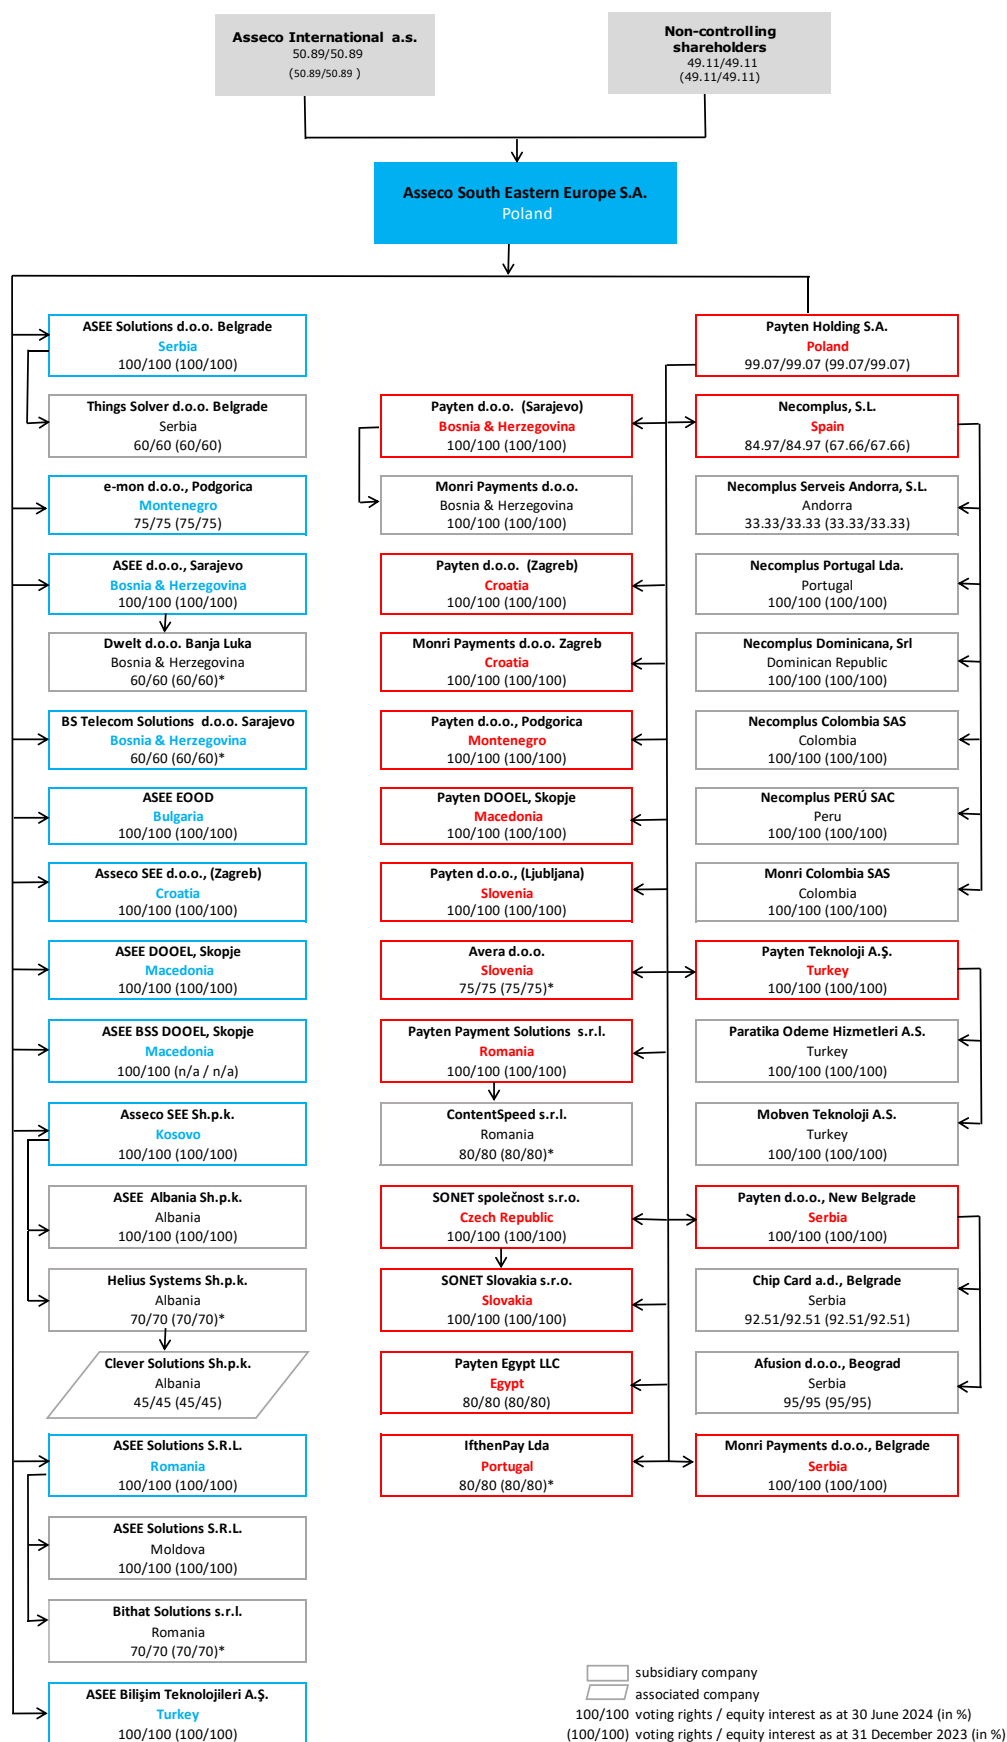 Asseco International a.s.
50.89/50.89
(50.89/50.89 )
Non-controlling
shareholders
49.11/49.11
(49.11/49.11)
Asseco South Eastern Europe S.A.
Poland
ASEE Solutions d.o.o. Belgrade
Serbia
100/100 (100/100)
Things Solver d.o.o. Belgrade
Serbia
60/60 (60/60)
e-mon d.o.o., Podgorica
Montenegro
75/75 (75/75)
ASEE d.o.o., Sarajevo
Bosnia & Herzegovina
100/100 (100/100)
Dwelt d.o.o. Banja Luka
Bosnia & Herzegovina
60/60 (60/60)*
BS Telecom Solutions d.o.o. Sarajevo
Bosnia & Herzegovina
60/60 (60/60)*
ASEE EOOD
Bulgaria
100/100 (100/100)
Asseco SEE d.o.o., (Zagreb)
Croatia
100/100 (100/100)
ASEE DOOEL, Skopje
Macedonia
100/100 (100/100)
ASEE BSS DOOEL, Skopje
Macedonia
100/100 (n/a / n/a)
Asseco SEE Sh.p.k.
Kosovo
100/100 (100/100)
ASEE Albania Sh.p.k.
Albania
100/100 (100/100)
Helius Systems Sh.p.k.
Albania
70/70 (70/70)*
Clever Solutions Sh.p.k.
Albania
45/45 (45/45)
ASEE Solutions S.R.L.
Romania
100/100 (100/100)
ASEE Solutions S.R.L.
Moldova
100/100 (100/100)
Bithat Solutions s.r.l.
Romania
70/70 (70/70)*
ASEE Bilişim Teknolojileri A.Ş.
Turkey
100/100 (100/100)
Payten d.o.o. (Sarajevo)
Bosnia & Herzegovina
100/100 (100/100)
Monri Payments d.o.o.
Bosnia & Herzegovina
100/100 (100/100)
Payten d.o.o. (Zagreb)
Croatia
100/100 (100/100)
Monri Payments d.o.o. Zagreb
Croatia
100/100 (100/100)
Payten d.o.o., Podgorica
Montenegro
100/100 (100/100)
Payten DOOEL, Skopje
Macedonia
100/100 (100/100)
Payten d.o.o., (Ljubljana)
Slovenia
100/100 (100/100)
Avera d.o.o.
Slovenia
75/75 (75/75)*
Payten Payment Solutions s.r.l.
Romania
100/100 (100/100)
ContentSpeed s.r.l.
Romania
80/80 (80/80)*
SONET společnost s.r.o.
Czech Republic
100/100 (100/100)
SONET Slovakia s.r.o.
Slovakia
100/100 (100/100)
Payten Egypt LLC
Egypt
80/80 (80/80)
IfthenPay Lda
Portugal
80/80 (80/80)*
Payten Holding S.A.
Poland
99.07/99.07 (99.07/99.07)
Necomplus, S.L.
Spain
84.97/84.97 (67.66/67.66)
Necomplus Serveis Andorra, S.L.
Andorra
33.33/33.33 (33.33/33.33)
Necomplus Portugal Lda.
Portugal
100/100 (100/100)
Necomplus Dominicana, Srl
Dominican Republic
100/100 (100/100)
Necomplus Colombia SAS
Colombia
100/100 (100/100)
Necomplus PERÚ SAC
Peru
100/100 (100/100)
Monri Colombia SAS
Colombia
100/100 (100/100)
Payten Teknoloji A.Ş.
Turkey
100/100 (100/100)
Paratika Odeme Hizmetleri A.S.
Turkey
100/100 (100/100)
Mobven Teknoloji A.S.
Turkey
100/100 (100/100)
Payten d.o.o., New Belgrade
Serbia
100/100 (100/100)
Chip Card a.d., Belgrade
Serbia
92.51/92.51 (92.51/92.51)
Afusion d.o.o., Beograd
Serbia
95/95 (95/95)
Monri Payments d.o.o., Belgrade
Serbia
100/100 (100/100)
subsidiary company
associated company
100/100 voting rights / equity interest as at 30 June 2024 (in %)
(100/100) voting rights / equity interest as at 31 December 2023 (in %)